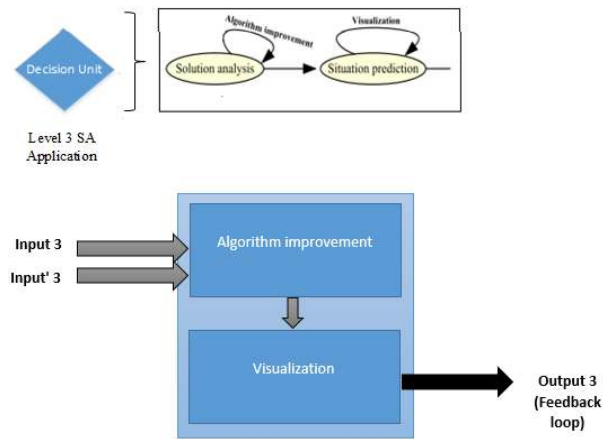 Algorithm improvement
Visualization
Decision Unit
Solution analysis
Situation prediction
Level 3 SA
Application
Algorithm improvement
Input 3
Input' 3
Visualization
Output 3
(Feedback
loop)